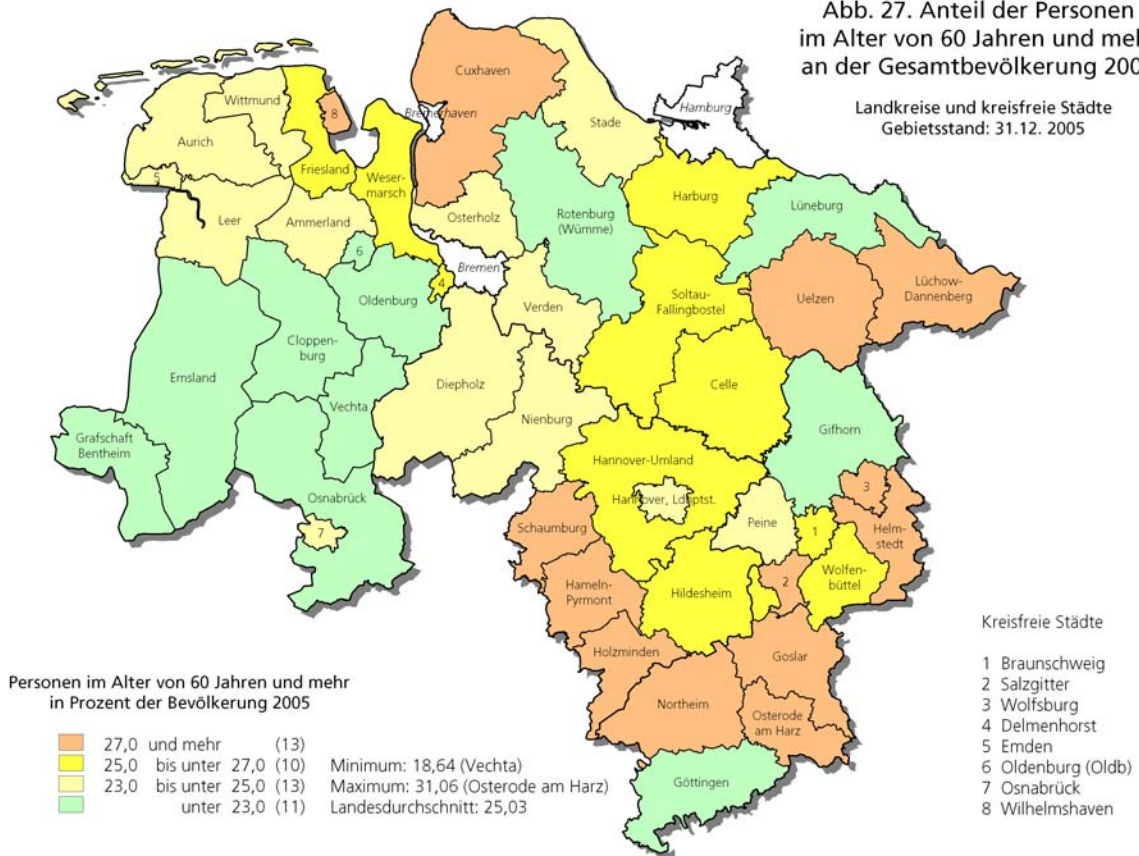 Abb. 27. Anteil der Personen
im Alter von 60 Jahren und meh
an der Gesamtbevölkerung 200
Landkreise und kreisfreie Städte
Gebietsstand: 31.12. 2005
Cuxhaven
Hamburg
Wittmund
8
Bremerhaven
Stade
Aurich
Friesland
Weser-
marsch
5
Harburg
Leer
Ammerland
Osterholz
Rotenburg
(Wümme)
Lüneburg
6
Bremen
4
Oldenburg
Verden
Soltau-
Fallingbostel
Uelzen
Lüchow-
Dannenberg
Cloppen-
burg
Emsland
Diepholz
Celle
Vechta
Nienburg
Gifhorn
Grafschaft
Bentheim
Hannover-Umland
Osnabrück
Hannover, Ldhptst.
3
Schaumburg
Peine
7
1
Helm-
stedt
Hameln-
Pyrmont
Hildesheim
2
Wolfen-
büttel
Holzminden
Goslar
Northeim
Osterode
am Harz
Göttingen
Personen im Alter von 60 Jahren und mehr
in Prozent der Bevölkerung 2005
27,0 und mehr (13)
25,0 bis unter 27,0 (10) Minimum: 18,64 (Vechta)
23,0 bis unter 25,0 (13) Maximum: 31,06 (Osterode am Harz)
unter 23,0 (11) Landesdurchschnitt: 25,03
Kreisfreie Städte
1 Braunschweig
2 Salzgitter
3 Wolfsburg
4 Delmenhorst
5 Emden
6 Oldenburg (Oldb)
7 Osnabrück
8 Wilhelmshaven